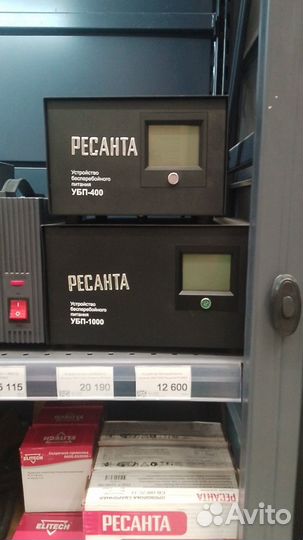 РЕСАНТА
Устройство
бесперебойного
питания
УБП-400
РЕСАНТА
Устройство
бесперебойного
питания
УБП-1000
5 115
20 190
12 600
ELITECH
ELITECH
РЕСАНТА
РЕСАНТА
Avito